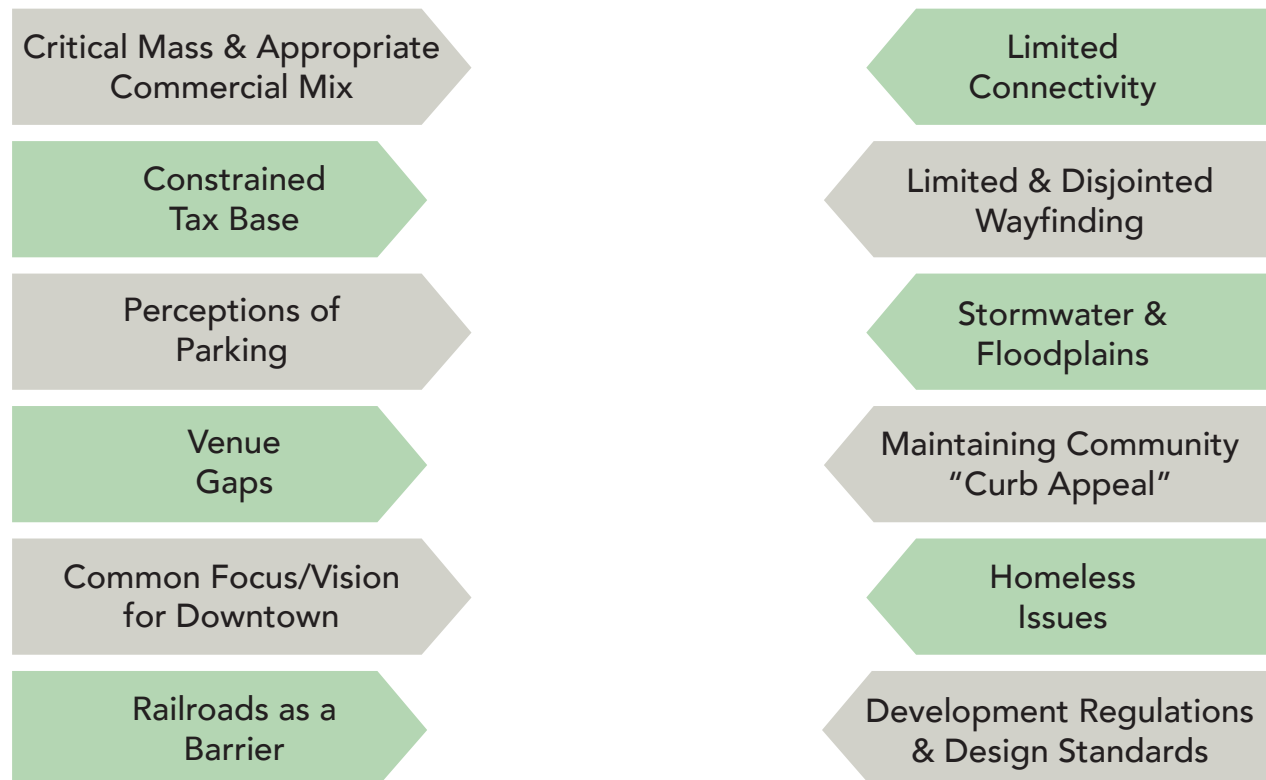 Critical Mass & Appropriate
Commercial Mix
Constrained
Tax Base
Perceptions of
Parking
Venue
Gaps
Common Focus/Vision
for Downtown
Railroads as a
Barrier
Limited
Connectivity
Limited & Disjointed
Wayfinding
Stormwater &
Floodplains
Maintaining Community
“Curb Appeal”
Homeless
Issues
Development Regulations
& Design Standards